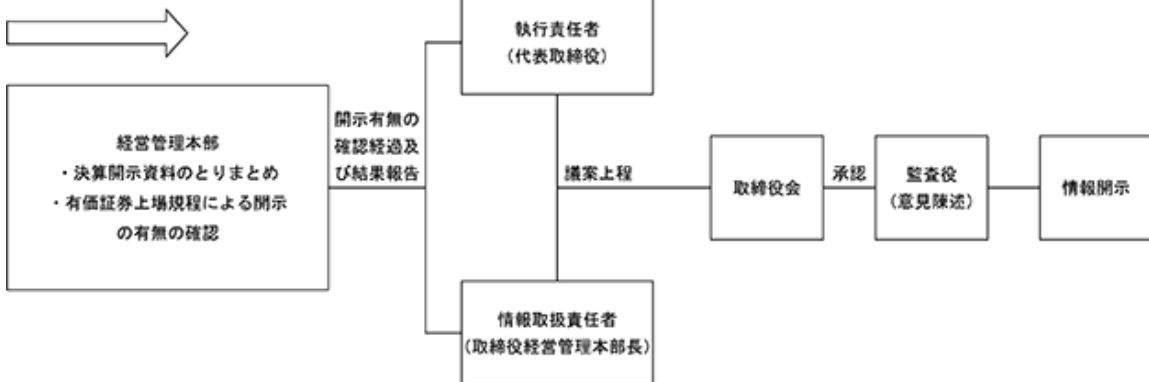 執行責任者
(代表取締役)
経営管理本部
・決算開示資料のとりまとめ
・有価証券上場規程による開示
の有無の確認
開示有無の
確認経過及
び結果報告
議案上程
取締役会
承認
監査役
(意見陳述)
情報開示
情報取扱責任者
(取締役経営管理本部長)